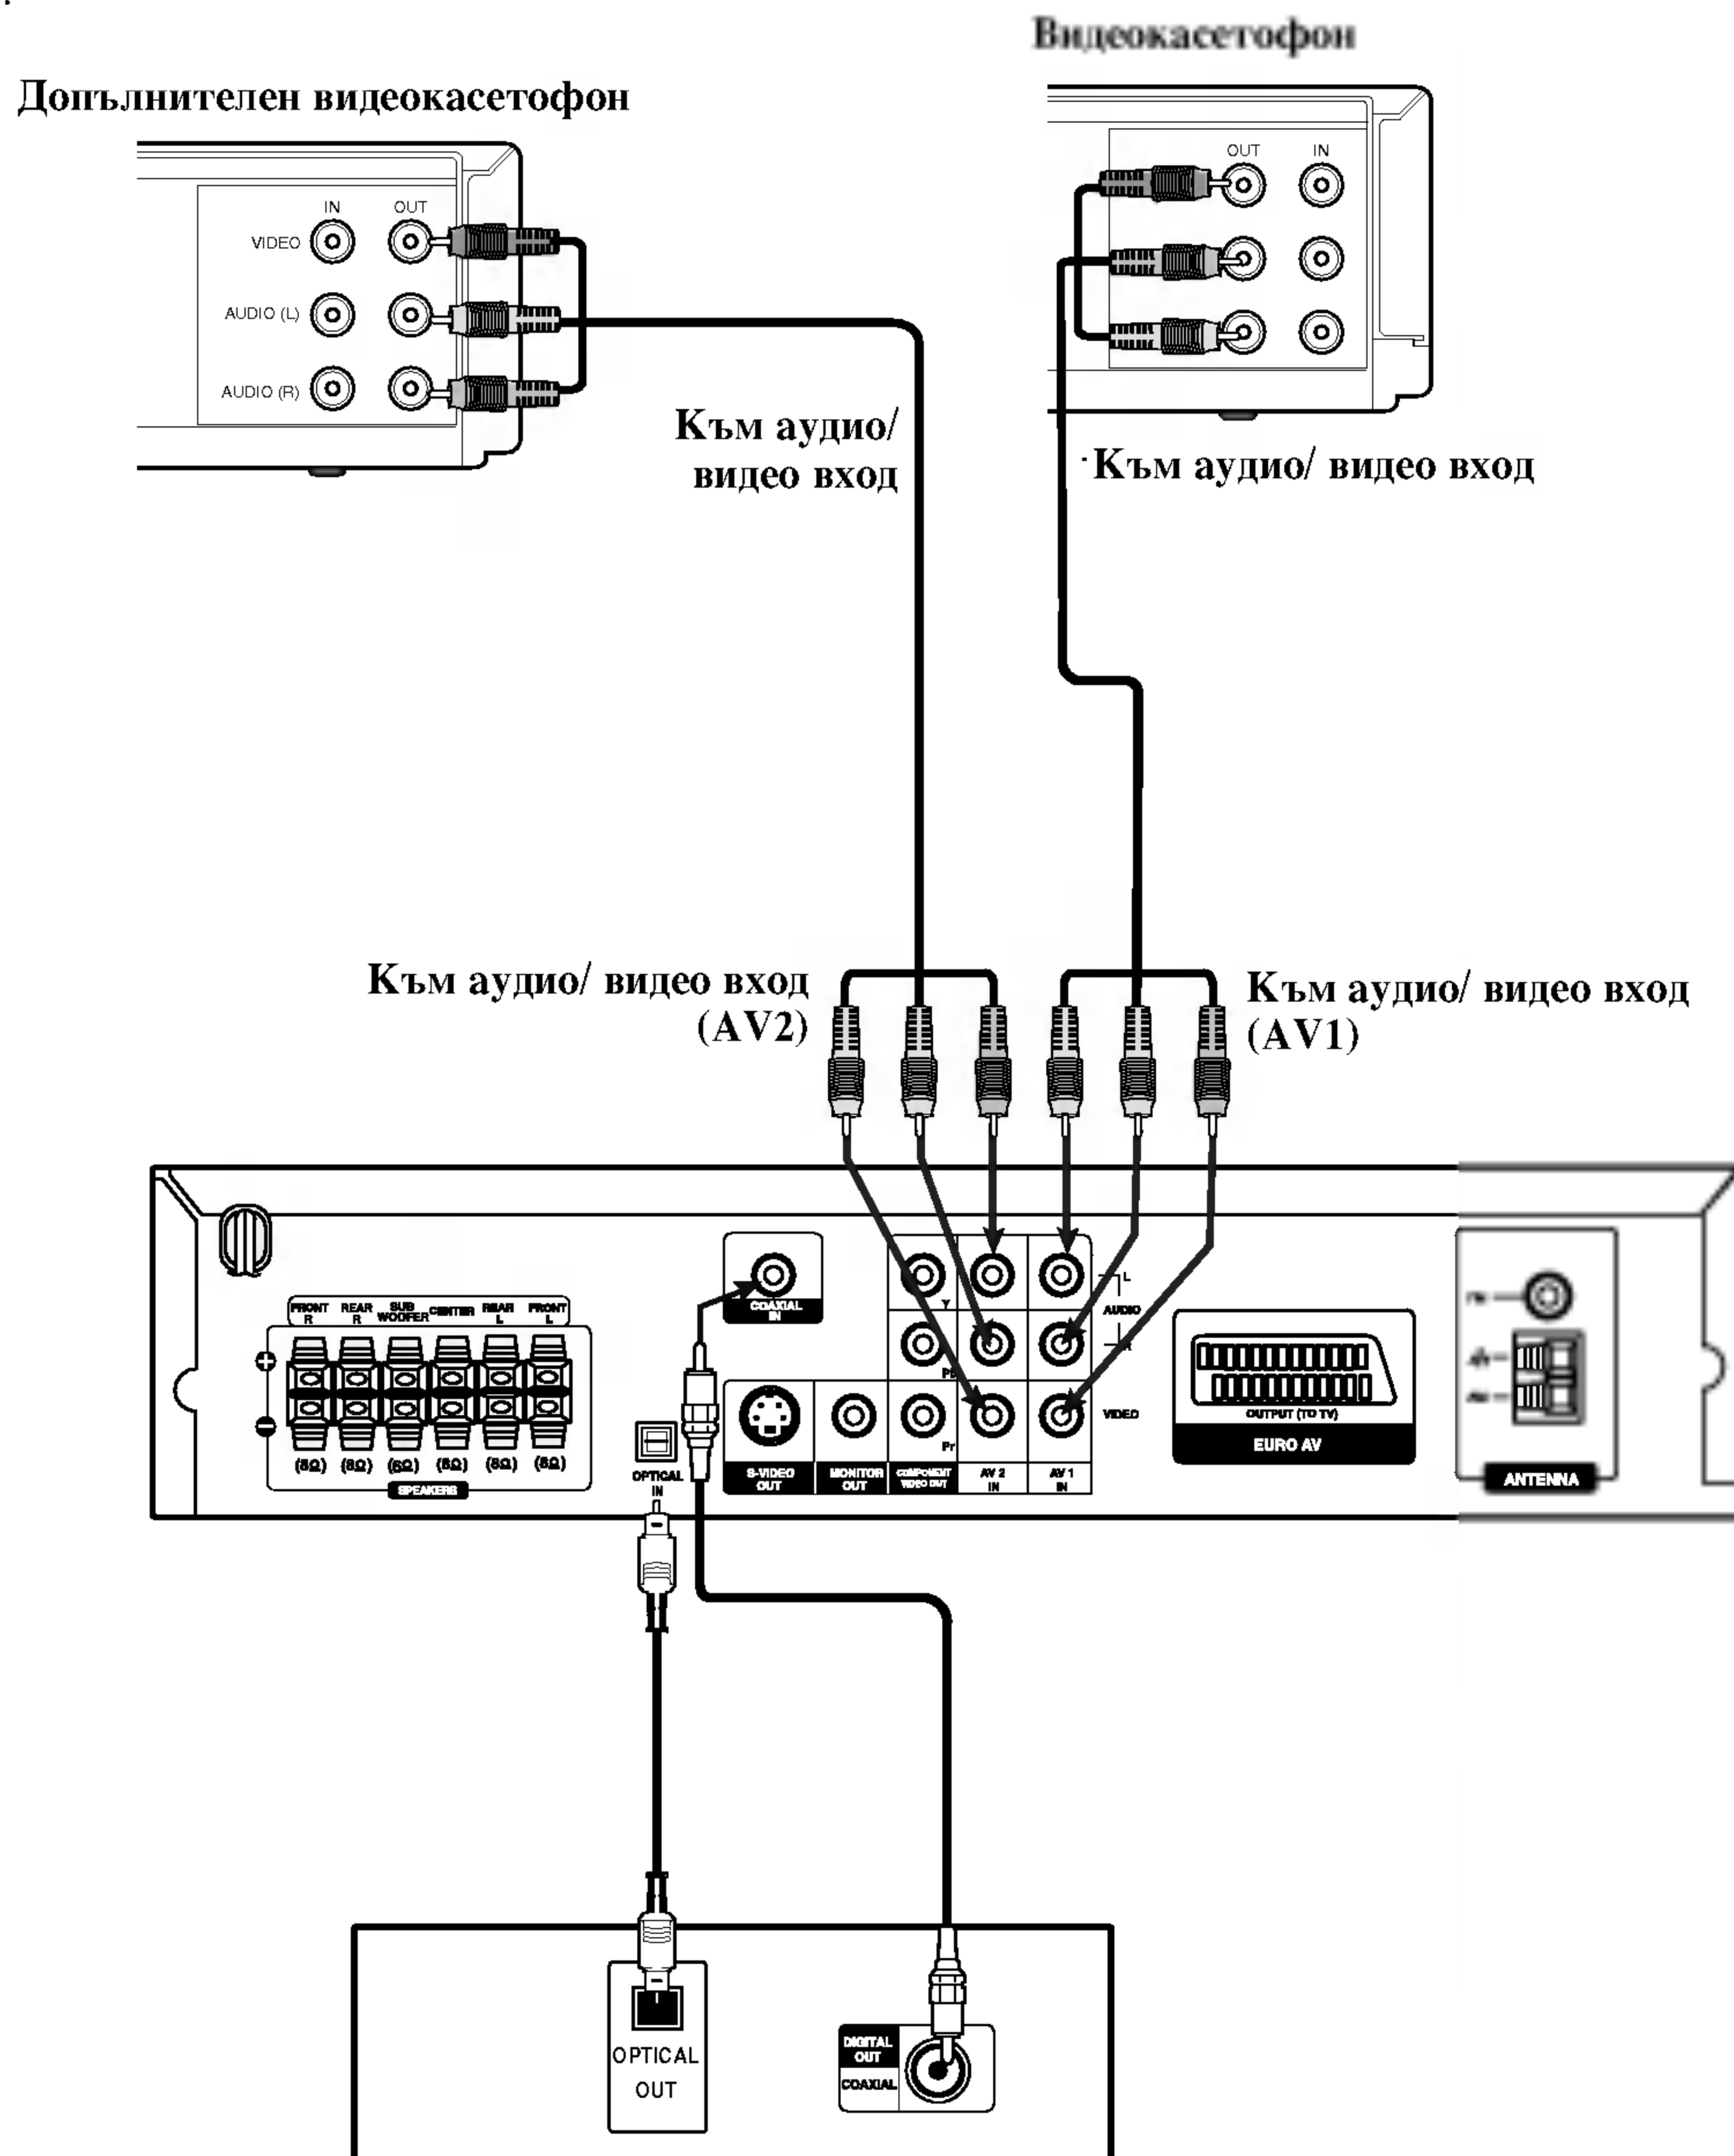 Видеокасетофон
Допълнителен видеокасетофон
OUT IN
IN OUT
VIDEO
AUDIO (L)
AUDIO (R)
Към аудио/
видео вход
Към аудио/ видео вход
Към аудио/ видео вход
(AV2)
Към аудио/ видео вход
(AV1)
COAXIAL
IN
FRONT
R
REAR
R
SUB
WOOFER
CENTER
REAR
L
FRONT
L
Y
L
AUDIO
R
Pb
Pr
VIDEO
OUTPUT (TO TV)
EURO AV
(8Ω) (8Ω) (6Ω) (8Ω) (8Ω) (8Ω)
SPEAKERS
OPTICAL
IN
S-VIDEO
OUT
MONITOR
OUT
COMPONENT
VIDEO OUT
AV 2
IN
AV 1
IN
ANTENNA
OPTICAL
OUT
DIGITAL
OUT
COAXIAL